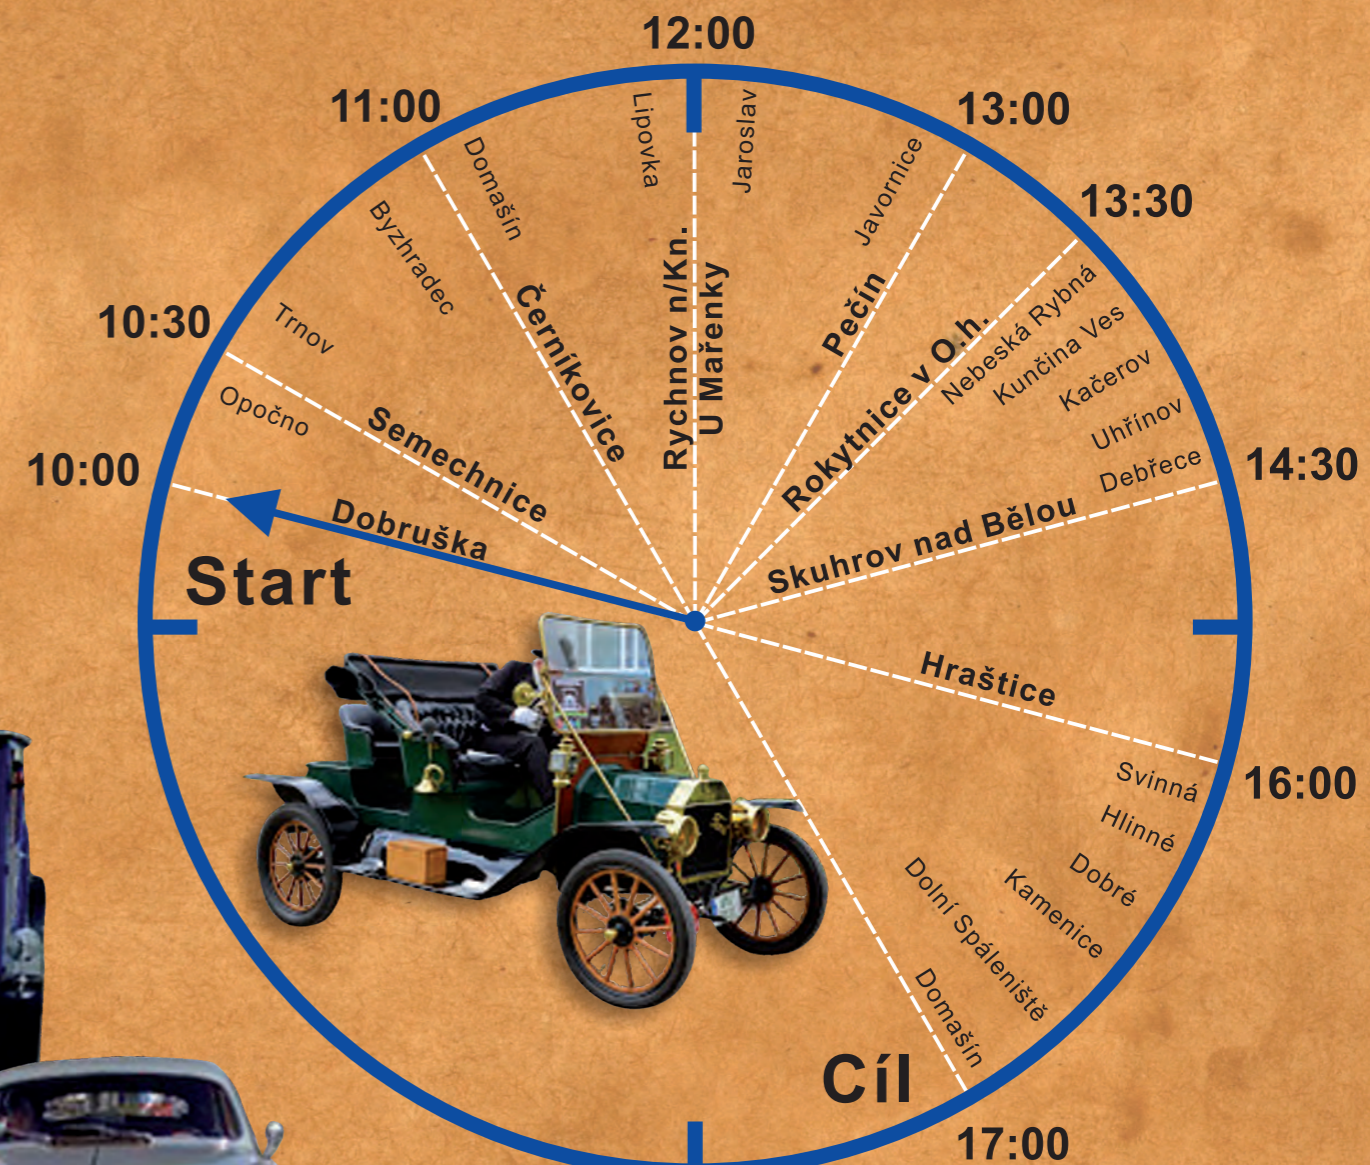 12:00
11:00
13:00
Domašín
Lipovka
Jaroslav
Javornice
Byzhradec
13:30
10:30
Trnov
Černíkovice
Rychnov n/Kn.
U Mařenky
Pečín
Rokytnice v O.h.
Nebeská Rybná
Kunčina Ves
Kačerov
Uhřínov
Debřece
Opočno
Semechnice
10:00
14:30
Dobruška
Skuhrov nad Bělou
Start
Hraštice
16:00
Svinná
Hlinné
Dobré
Kamenice
Dolní Spáleniště
Domašín
Cíl
17:00